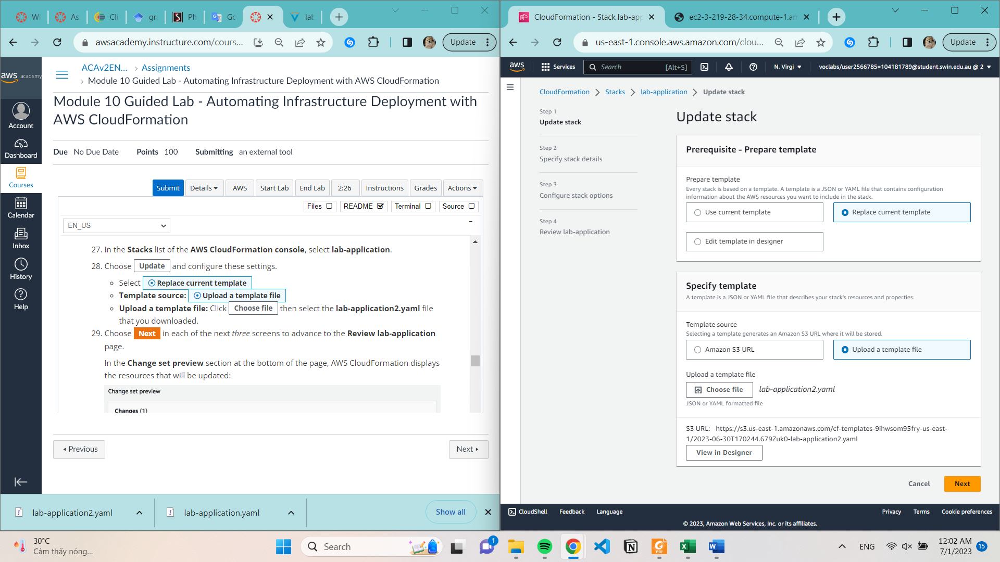 Wl
As
Cli
gra
Ph
Go
lab
awsacademy.instructure.com/cours...
Update
aws academy
Account
Dashboard
Courses
Calendar
Inbox
History
Help
ACAv2EN...
Assignments
Module 10 Guided Lab - Automating Infrastructure Deployment with AWS CloudFormation
Module 10 Guided Lab - Automating Infrastructure Deployment with
AWS CloudFormation
Due No Due Date Points 100 Submitting an external tool
Submit Details AWS Start Lab End Lab 2:26 Instructions Grades Actions
Files README Terminal Source
EN_US
27. In the Stacks list of the AWS CloudFormation console, select lab-application.
28. Choose Update and configure these settings.
Select Replace current template
Template source: Upload a template file
Upload a template file: Click Choose file then select the lab-application2.yaml file
that you downloaded.
29. Choose Next in each of the next three screens to advance to the Review lab-application
page.
In the Change set preview section at the bottom of the page, AWS CloudFormation displays
the resources that will be updated:
Change set preview
Changes (1)
Previous
Next
lab-application2.yaml
lab-application.yaml
Show all
CloudFormation - Stack lab-app
ec2-3-219-28-34.compute-1.am
us-east-1.console.aws.amazon.com/clou...
Update
aws
Services
Search [Alt+S]
N. Virgi
voclabs/user2566785=104181789@student.swin.edu.au @ 2
CloudFormation
Stacks
lab-application
Update stack
Step 1
Update stack
Step 2
Specify stack details
Step 3
Configure stack options
Step 4
Review lab-application
Update stack
Prerequisite - Prepare template
Prepare template
Every stack is based on a template. A template is a JSON or YAML file that contains configuration
information about the AWS resources you want to include in the stack.
Use current template
Replace current template
Edit template in designer
Specify template
A template is a JSON or YAML file that describes your stack's resources and properties.
Template source
Selecting a template generates an Amazon S3 URL where it will be stored.
Amazon S3 URL
Upload a template file
Upload a template file
Choose file
lab-application2.yaml
JSON or YAML formatted file
S3 URL: https://s3.us-east-1.amazonaws.com/cf-templates-9ihwsom95fry-us-east-
1/2023-06-30T170244.679Zuk0-lab-application2.yaml
View in Designer
Cancel
Next
CloudShell
Feedback
Language
Privacy
Terms
Cookie preferences
© 2023, Amazon Web Services, Inc. or its affiliates.
30°C
Cảm thấy nóng...
Search
1
ENG
12:02 AM
7/1/2023
15